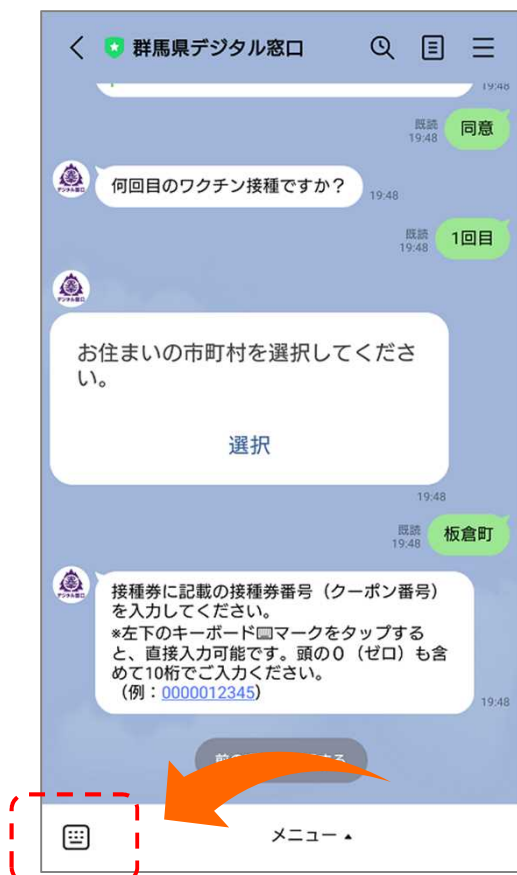 群馬県デジタル窓口
19:48
同意
既読
19:48
何回目のワクチン接種ですか？
19:48
1回目
既読
19:48
お住まいの市町村を選択してくださ
い。
選択
19:48
板倉町
既読
19:48
デジタル窓口
接種券に記載の接種券番号（クーポン番号）
を入力してください。
*左下のキーボード⌨マークをタップする
と、直接入力可能です。頭の０（ゼロ）も含
めて10桁でご入力ください。
（例：0000012345）
19:48
メニュー ▴